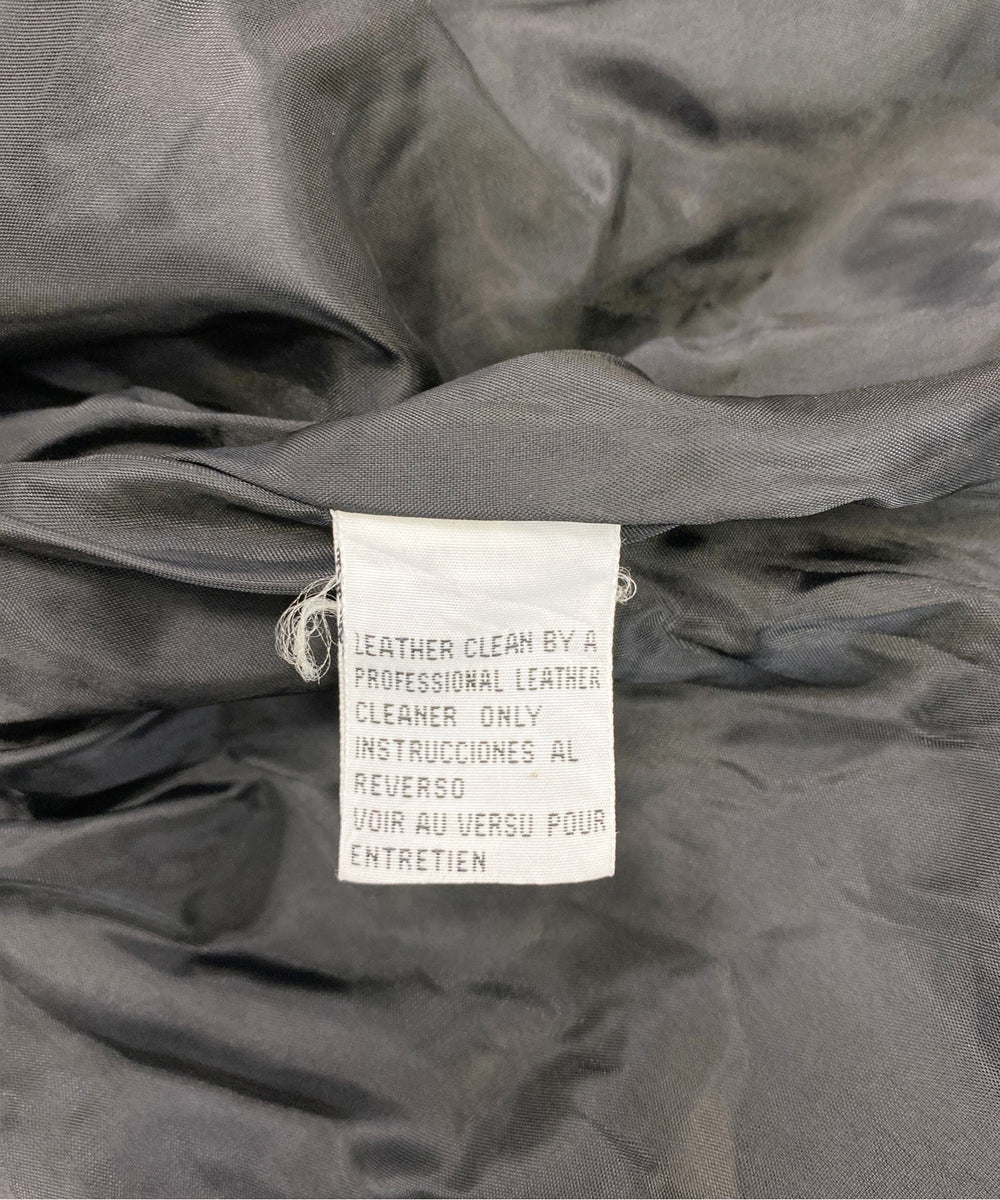 LEATHER CLEAN BY A
PROFESSIONAL LEATHER
CLEANER ONLY
INSTRUCCIONES AL
REVERSO
VOIR AU VERSU POUR
ENTRETIEN